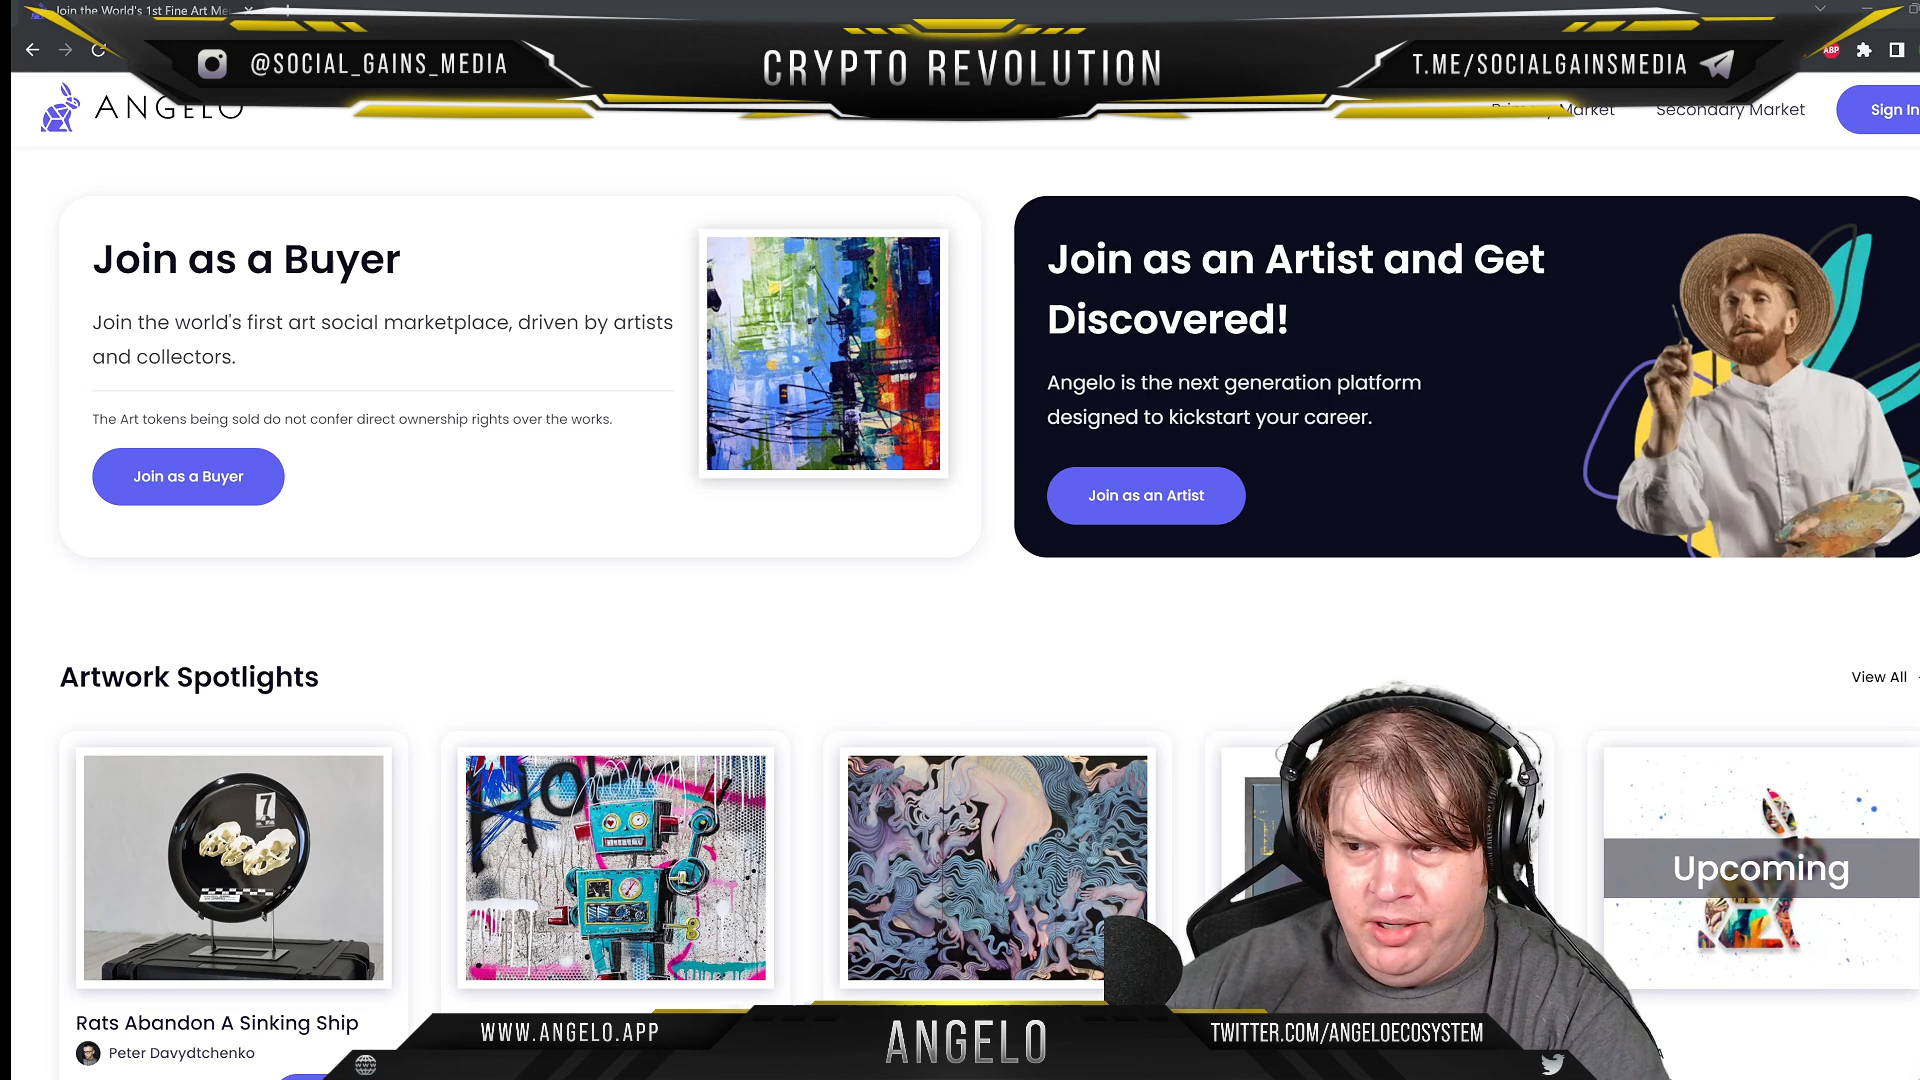 Join the World's 1st Fine Art Me
@SOCIAL_GAINS_MEDIA
CRYPTO REVOLUTION
T.ME/SOCIALGAINSMEDIA
ABP
ANGELO
Primary Market
Secondary Market
Sign In
Join as a Buyer
Join the world's first art social marketplace, driven by artists
and collectors.
The Art tokens being sold do not confer direct ownership rights over the works.
Join as a Buyer
Join as an Artist and Get
Discovered!
Angelo is the next generation platform
designed to kickstart your career.
Join as an Artist
Artwork Spotlights
View All
7
Upcoming
Rats Abandon A Sinking Ship
Peter Davydtchenko
WWW.ANGELO.APP
ANGELO
TWITTER.COM/ANGELOECOSYSTEM